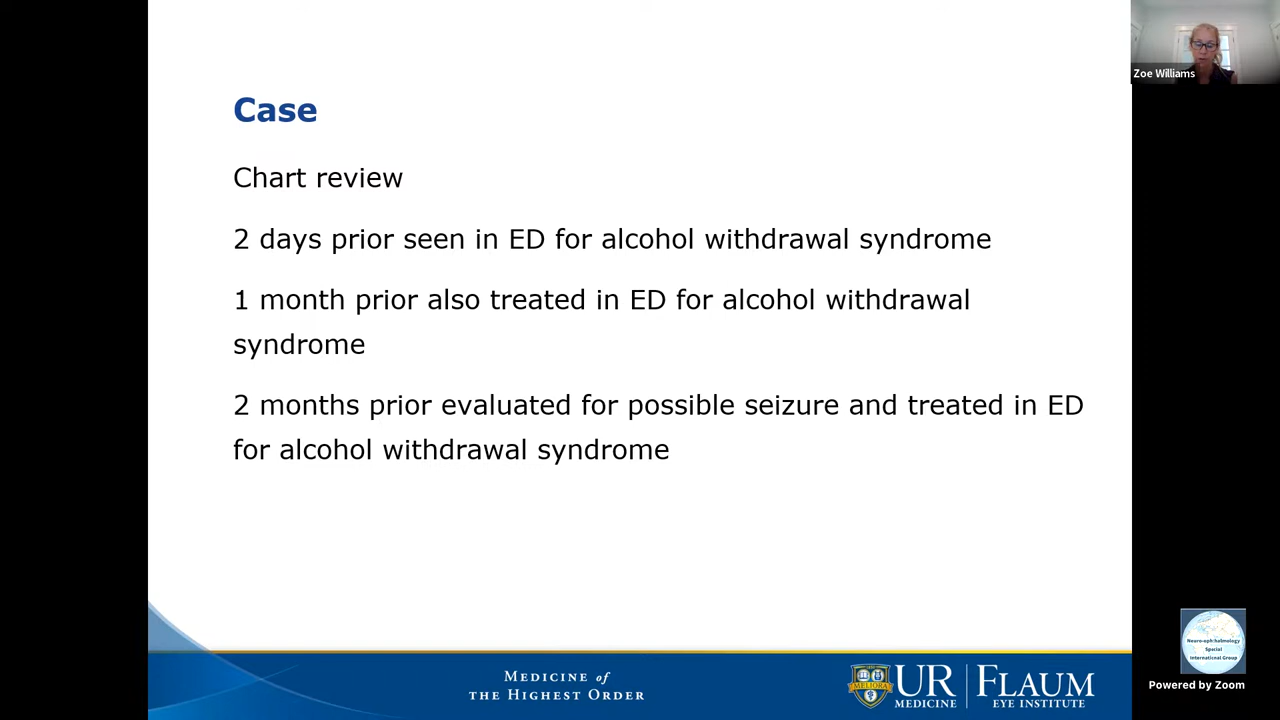 Case
Chart review
2 days prior seen in ED for alcohol withdrawal syndrome
1 month prior also treated in ED for alcohol withdrawal
syndrome
2 months prior evaluated for possible seizure and treated in ED
for alcohol withdrawal syndrome
MEDICINE of
THE HIGHEST ORDER
MELIORA
UR
MEDICINE
FLAUM
EYE INSTITUTE
Zoe Williams
Neuro-ophthalmology
Special
International Group
Powered by Zoom